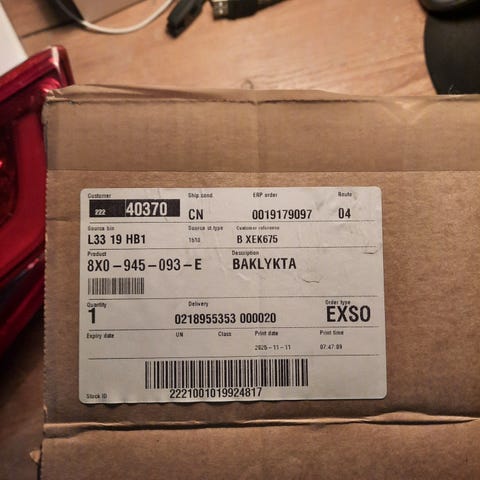 Customer Ship.cond. ERP order Route
222 40370 CN 0019179097 04
Source bin Source st.type Customer reference
L33 19 HB1 1510 B XEK675
Product Description
8X0-945-093-E BAKLYKTA
Quantity Delivery Order type
1 0218955353 000020 EXSO
Expiry date UN Class Print date Print time
2025-11-11 07.47.09
Stock ID 2221001019924817